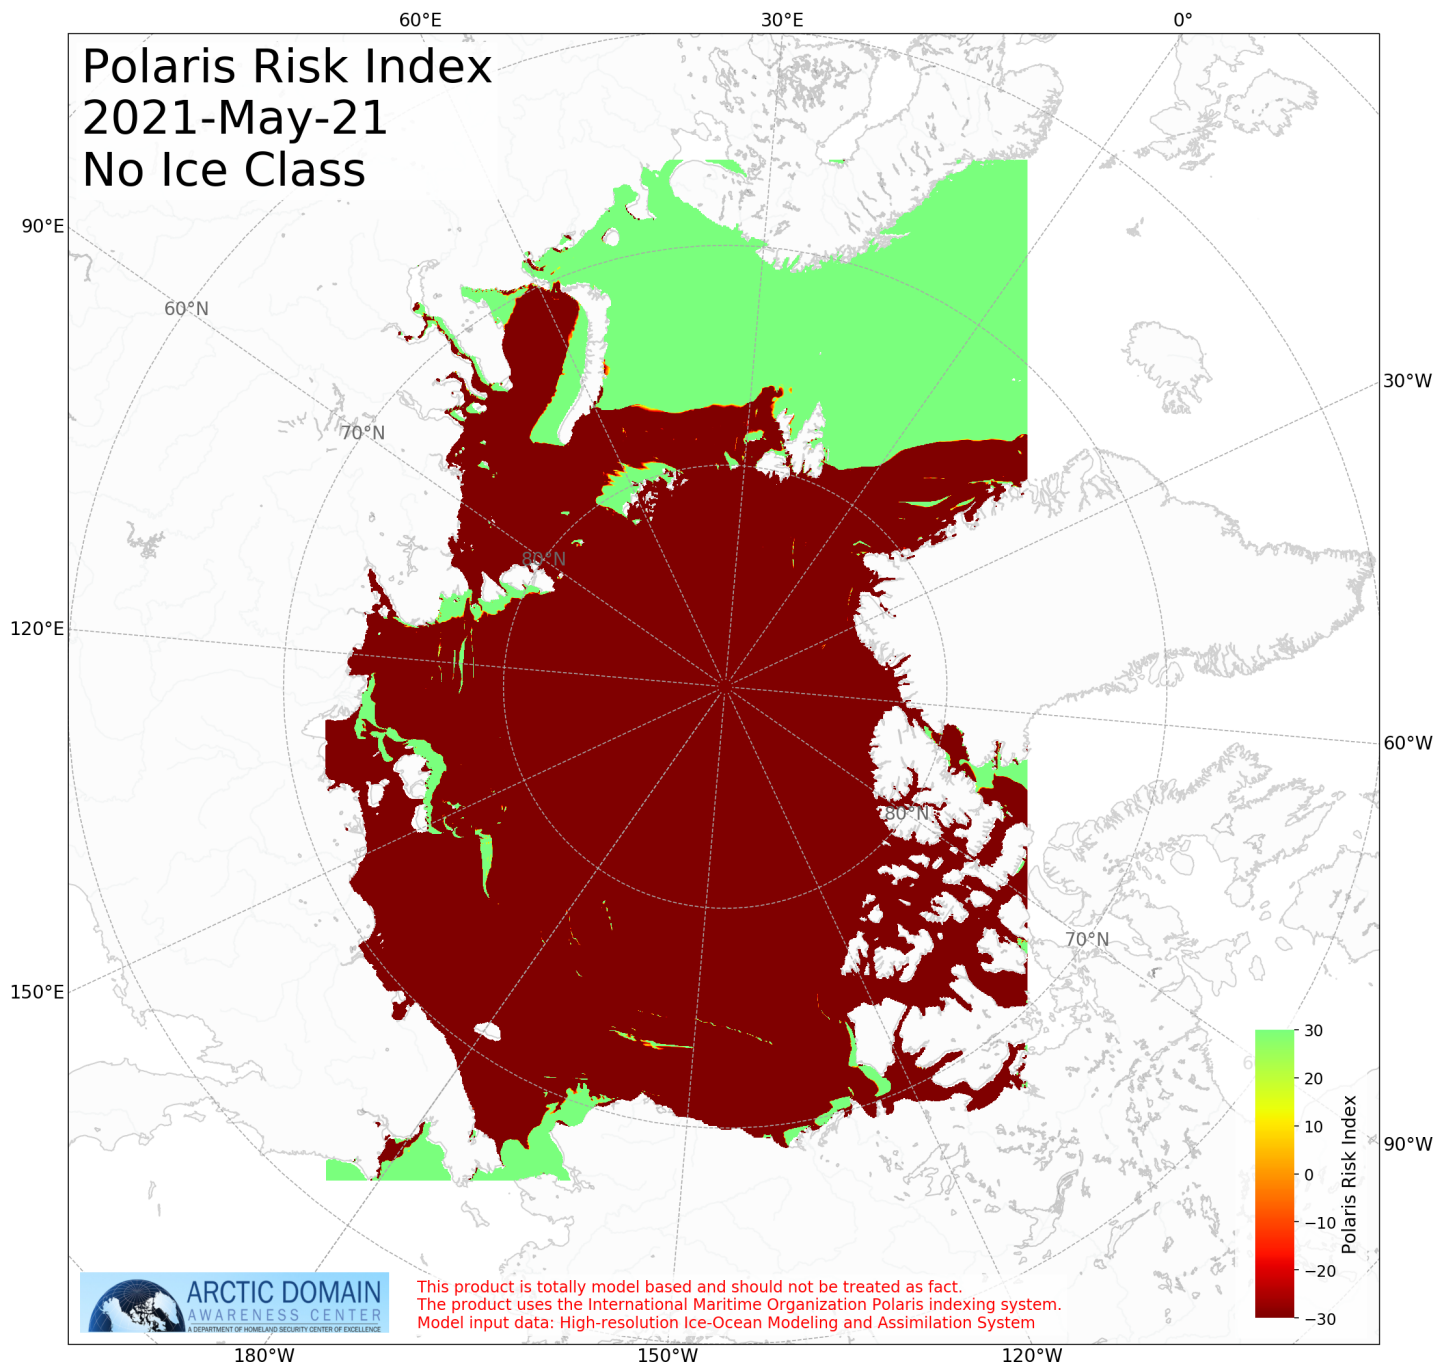 60°E 30°E 0°
Polaris Risk Index
2021-May-21
No Ice Class
90°E
60°N
30°W
70°N
80°N
120°E
60°W
80°N
70°N
150°E
30
20
10
0
−10
−20
−30
Polaris Risk Index
90°W
ARCTIC DOMAIN
AWARENESS CENTER
A DEPARTMENT OF HOMELAND SECURITY CENTER OF EXCELLENCE
This product is totally model based and should not be treated as fact.
The product uses the International Maritime Organization Polaris indexing system.
Model input data: High-resolution Ice-Ocean Modeling and Assimilation System
180°W 150°W 120°W